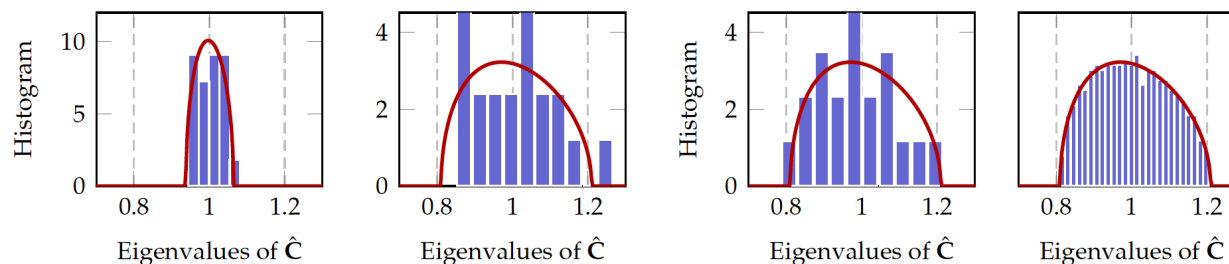 Histogram
10
5
0
0.8 1 1.2
Eigenvalues of Ĉ
4
2
0
0.8 1 1.2
Eigenvalues of Ĉ
Histogram
4
2
0
0.8 1 1.2
Eigenvalues of Ĉ
0.8 1 1.2
Eigenvalues of Ĉ